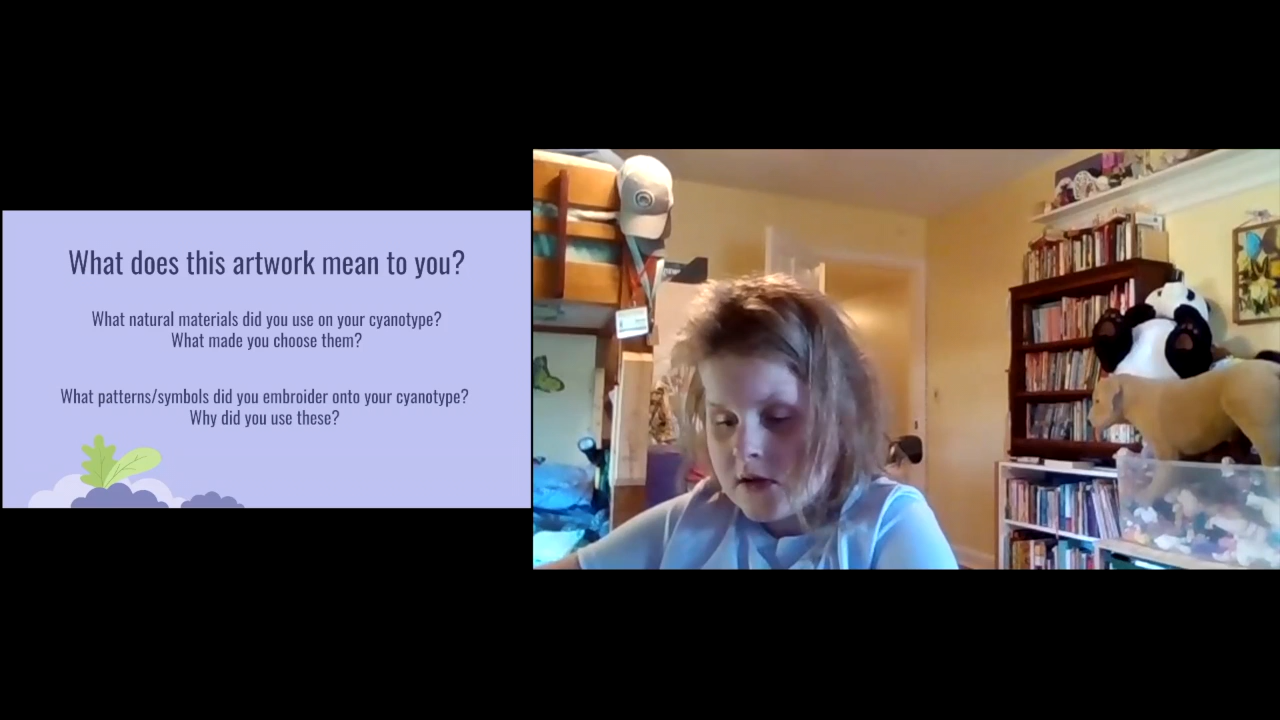 What does this artwork mean to you?
What natural materials did you use on your cyanotype?
What made you choose them?
What patterns/symbols did you embroider onto your cyanotype?
Why did you use these?